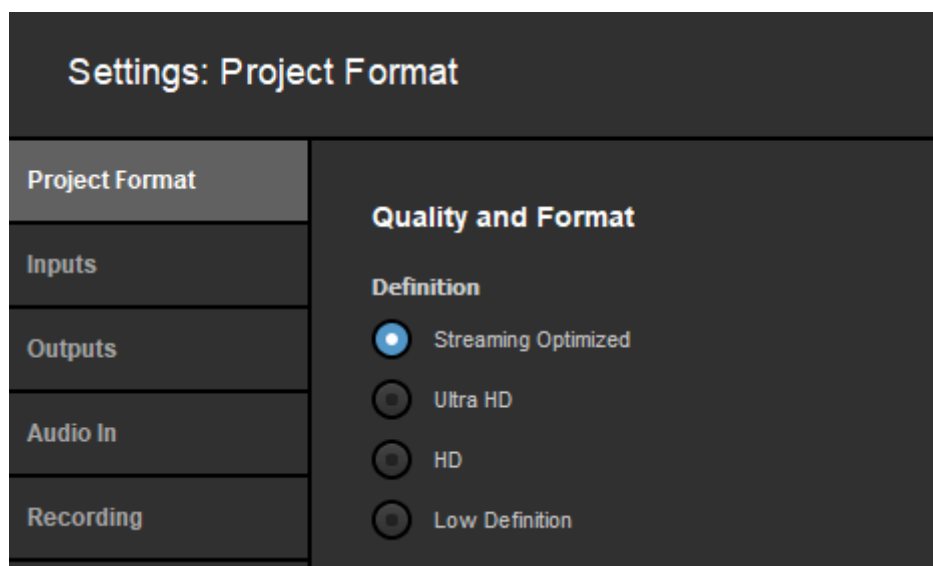 Settings: Project Format
Project Format
Inputs
Outputs
Audio In
Recording
Quality and Format
Definition
Streaming Optimized
Ultra HD
HD
Low Definition